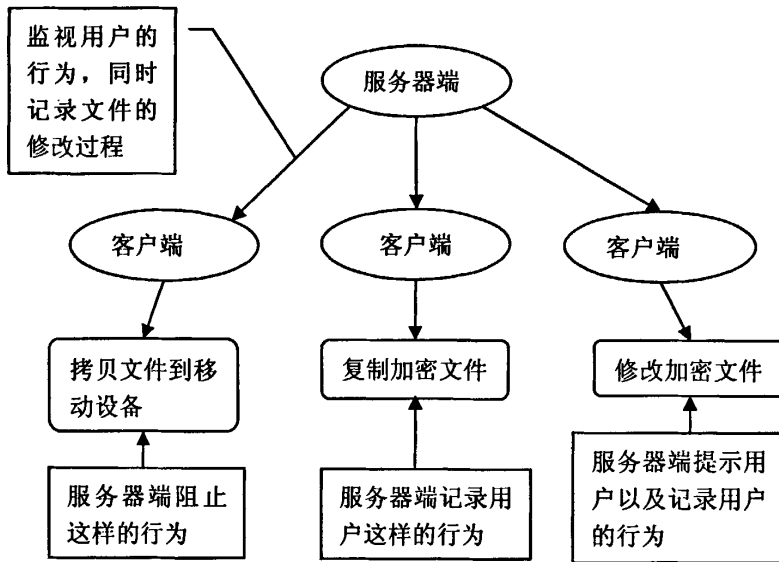 监视用户的
行为，同时
记录文件的
修改过程
服务器端
客户端
客户端
客户端
拷贝文件到移
动设备
复制加密文件
修改加密文件
服务器端阻止
这样的行为
服务器端记录用
户这样的行为
服务器端提示用
户以及记录用户
的行为